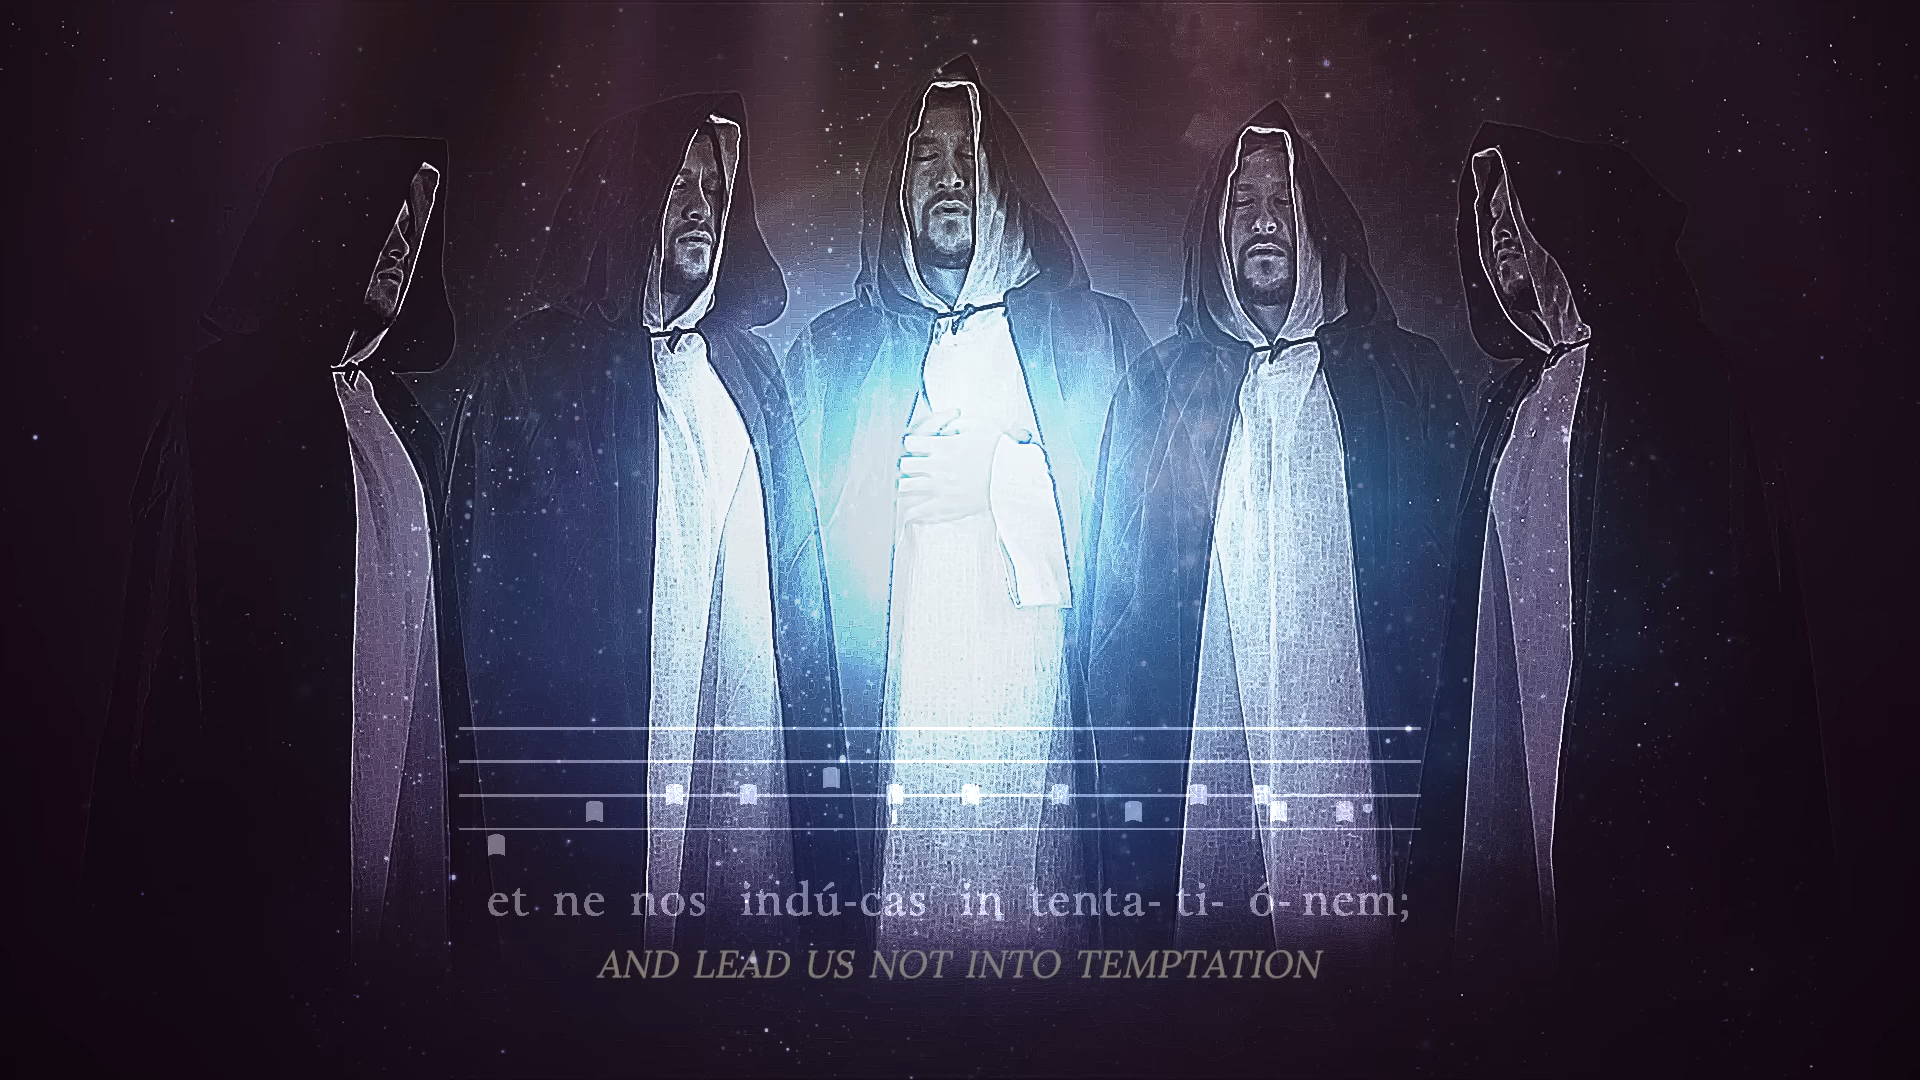 et ne nos indú-cas in tenta- ti- ó-nem;
AND LEAD US NOT INTO TEMPTATION